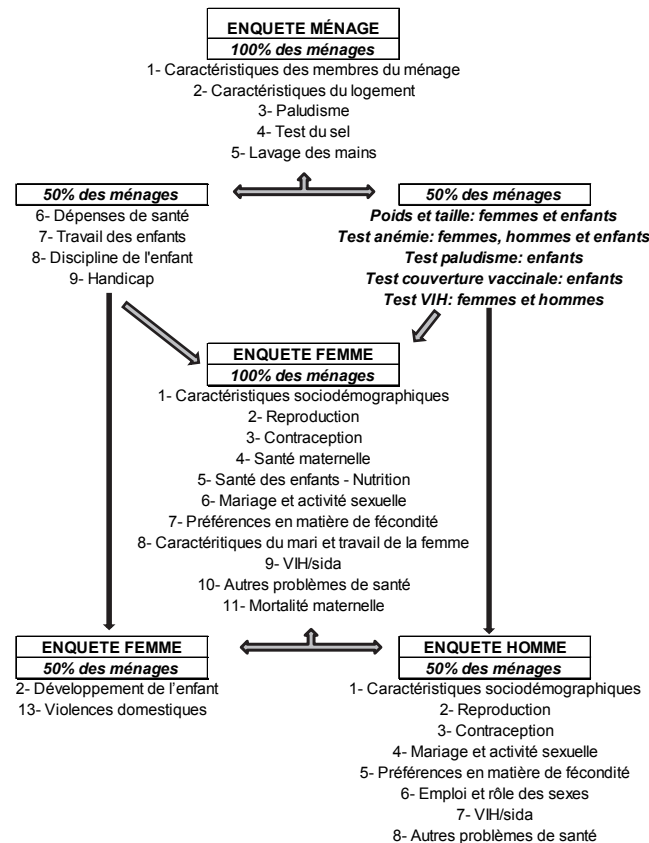 ENQUETE MÉNAGE
100% des ménages
1- Caractéristiques des membres du ménage
2- Caractéristiques du logement
3- Paludisme
4- Test du sel
5- Lavage des mains
50% des ménages
6- Dépenses de santé
7- Travail des enfants
8- Discipline de l'enfant
9- Handicap
50% des ménages
Poids et taille: femmes et enfants
Test anémie: femmes, hommes et enfants
Test paludisme: enfants
Test couverture vaccinale: enfants
Test VIH: femmes et hommes
ENQUETE FEMME
100% des ménages
1- Caractéristiques sociodémographiques
2- Reproduction
3- Contraception
4- Santé maternelle
5- Santé des enfants - Nutrition
6- Mariage et activité sexuelle
7- Préférences en matière de fécondité
8- Caractéritiques du mari et travail de la femme
9- VIH/sida
10- Autres problèmes de santé
11- Mortalité maternelle
ENQUETE FEMME
50% des ménages
2- Développement de l'enfant
13- Violences domestiques
ENQUETE HOMME
50% des ménages
1- Caractéristiques sociodémographiques
2- Reproduction
3- Contraception
4- Mariage et activité sexuelle
5- Préférences en matière de fécondité
6- Emploi et rôle des sexes
7- VIH/sida
8- Autres problèmes de santé